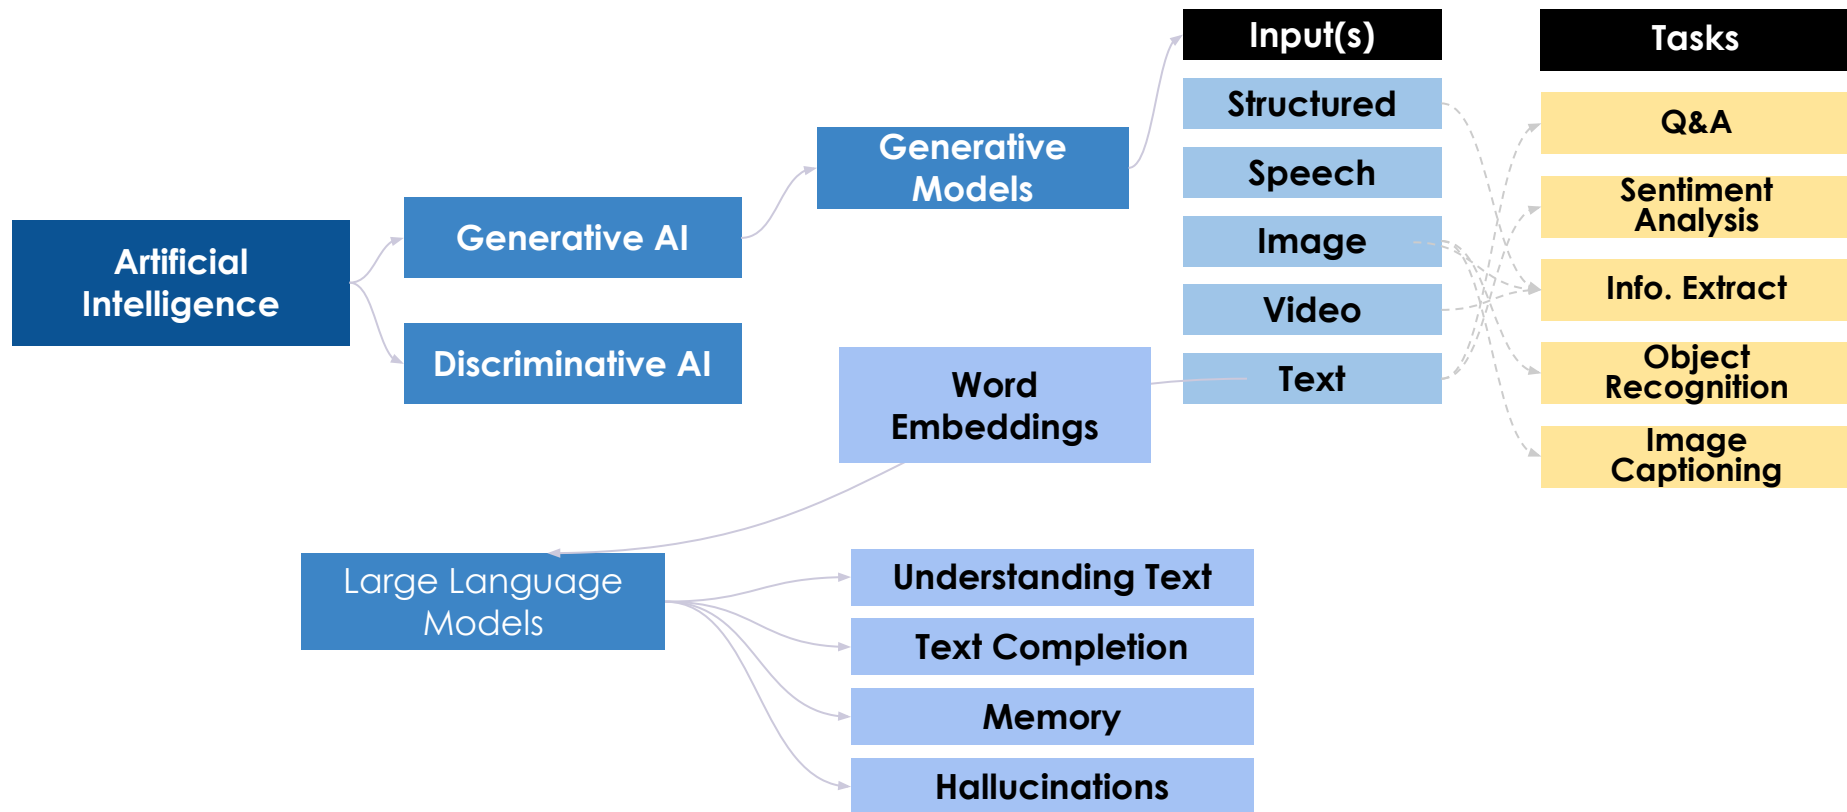 Artificial
Intelligence
Generative AI
Discriminative AI
Generative
Models
Input(s)
Structured
Speech
Image
Video
Text
Tasks
Q&A
Sentiment
Analysis
Info. Extract
Object
Recognition
Image
Captioning
Word
Embeddings
Large Language
Models
Understanding Text
Text Completion
Memory
Hallucinations